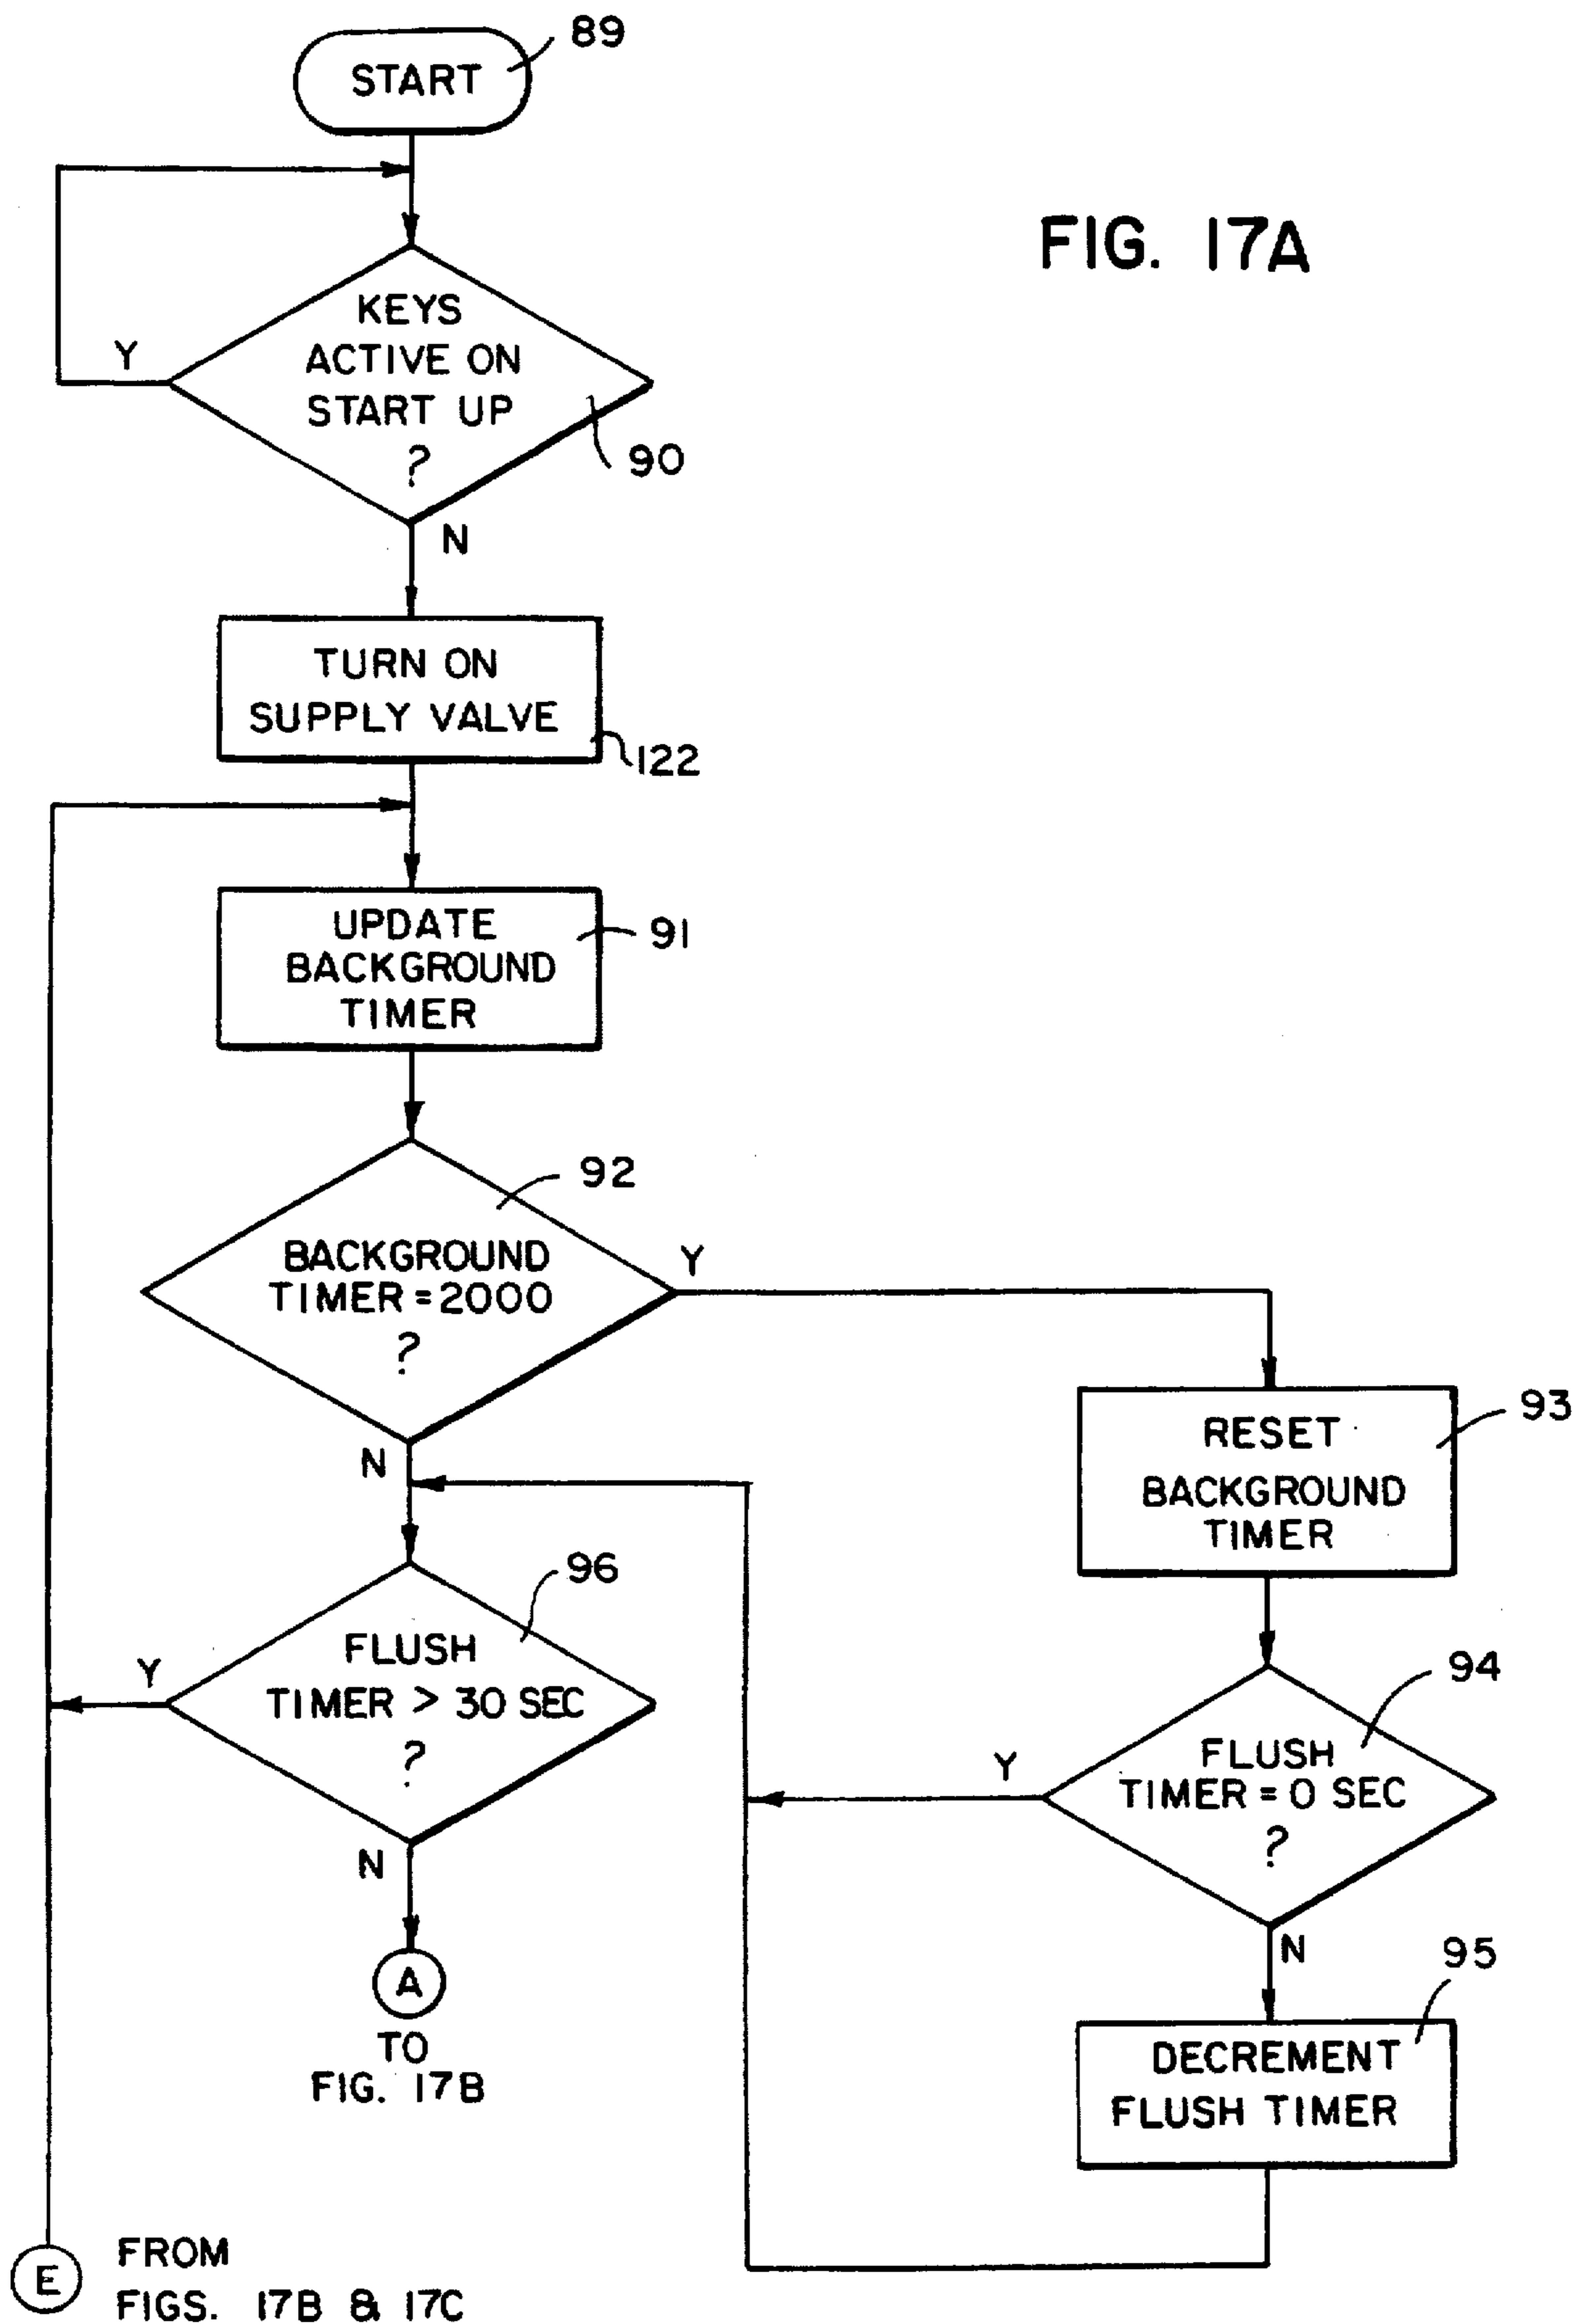 START
89
FIG. 17A
KEYS
ACTIVE ON
START UP
?
Y
90
N
TURN ON
SUPPLY VALVE
122
UPDATE
BACKGROUND
TIMER
91
92
BACKGROUND
TIMER = 2000
?
Y
N
RESET
BACKGROUND
TIMER
93
96
FLUSH
TIMER > 30 SEC
?
Y
N
94
FLUSH
TIMER = 0 SEC
?
Y
N
95
DECREMENT
FLUSH TIMER
A
TO
FIG. 17B
E
FROM
FIGS. 17B & 17C